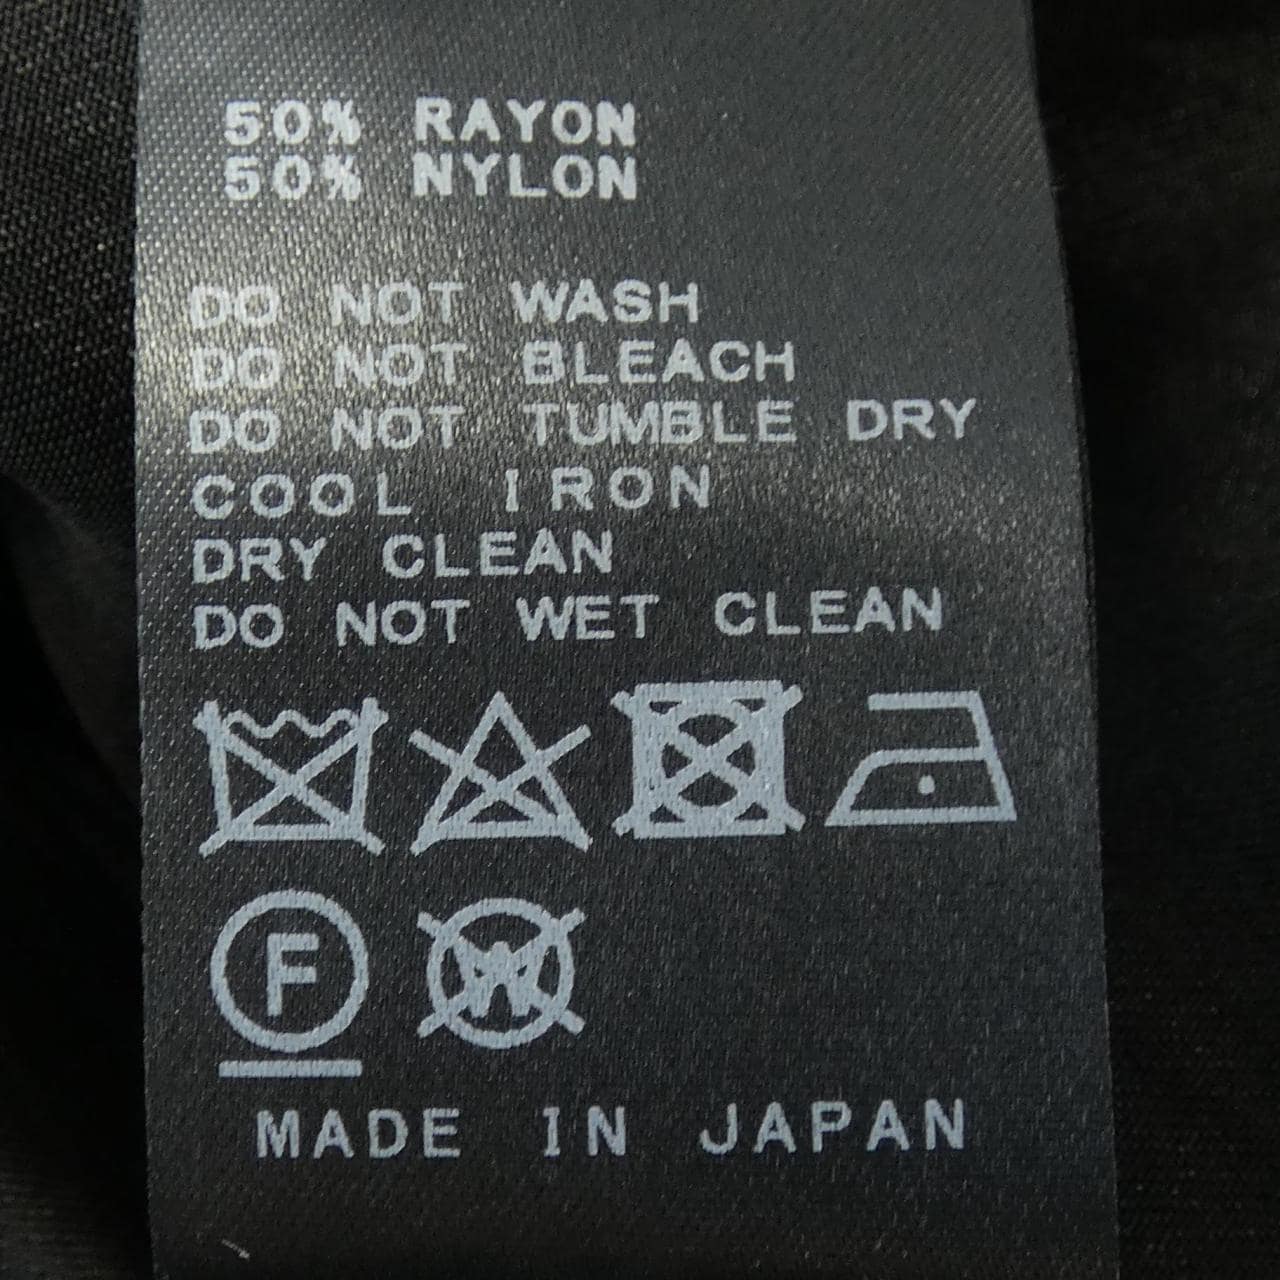 50% RAYON
50% NYLON
DO NOT WASH
DO NOT BLEACH
DO NOT TUMBLE DRY
COOL IRON
DRY CLEAN
DO NOT WET CLEAN
F W
MADE IN JAPAN